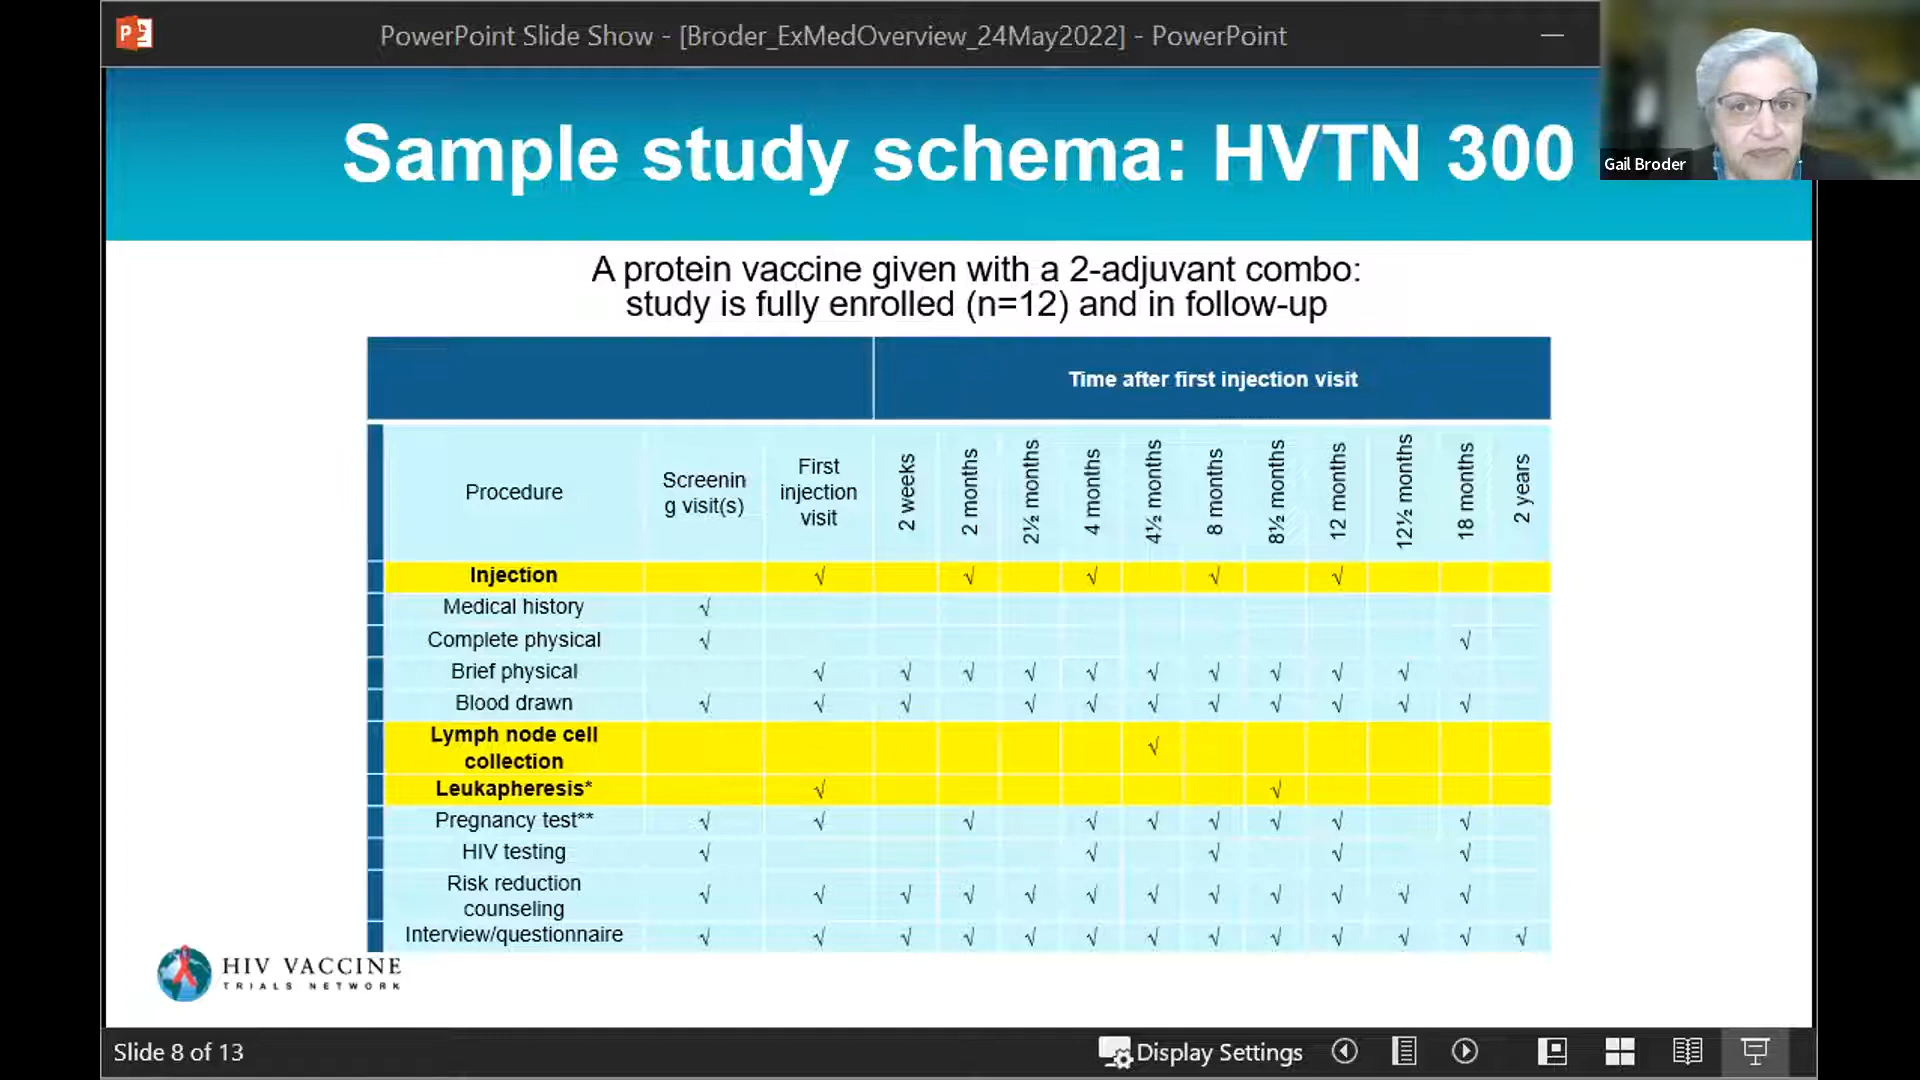 PowerPoint Slide Show - [Broder_ExMedOverview_24May2022] - PowerPoint
Gail Broder
Sample study schema: HVTN 300
A protein vaccine given with a 2-adjuvant combo:
study is fully enrolled (n=12) and in follow-up
Time after first injection visit
Procedure
Screenin
g visit(s)
First
injection
visit
2 weeks
2 months
2½ months
4 months
4½ months
8 months
8½ months
12 months
12½ months
18 months
2 years
Injection √ √ √ √ √
Medical history √
Complete physical √ √
Brief physical √ √ √ √ √ √ √ √ √ √
Blood drawn √ √ √ √ √ √ √ √ √ √ √
Lymph node cell
collection √
Leukapheresis* √ √
Pregnancy test** √ √ √ √ √ √ √ √ √
HIV testing √ √ √ √ √
Risk reduction
counseling √ √ √ √ √ √ √ √ √ √ √ √
Interview/questionnaire √ √ √ √ √ √ √ √ √ √ √ √ √
HIV VACCINE
TRIALS NETWORK
Slide 8 of 13
Display Settings